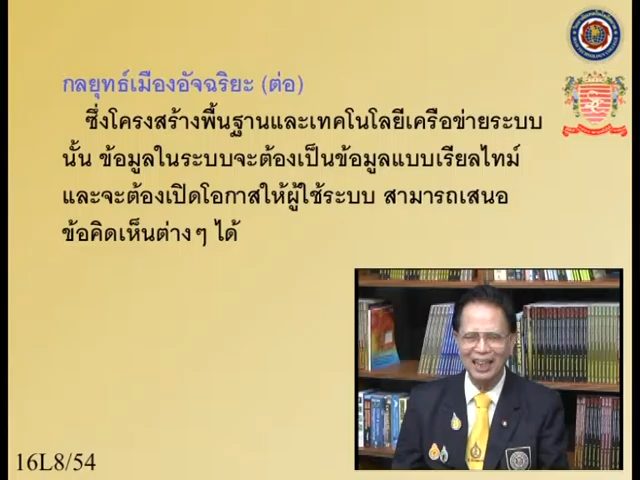 กลยุทธ์เมืองอัจฉริยะ (ต่อ)
ซึ่งโครงสร้างพื้นฐานและเทคโนโลยีเครือข่ายระบบ
นั้น ข้อมูลในระบบจะต้องเป็นข้อมูลแบบเรียลไทม์
และจะต้องเปิดโอกาสให้ผู้ใช้ระบบ สามารถเสนอ
ข้อคิดเห็นต่างๆ ได้
16L8/54